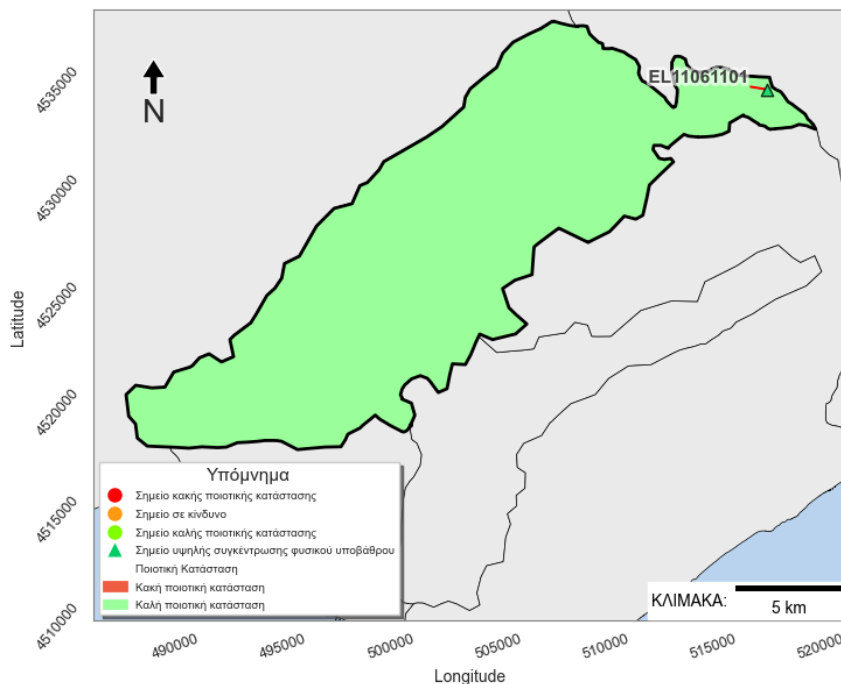 EL11061101
N
4535000
4530000
4525000
4520000
4515000
4510000
Latitude
Υπόμνημα
Σημείο κακής ποιοτικής κατάστασης
Σημείο σε κίνδυνο
Σημείο καλής ποιοτικής κατάστασης
Σημείο υψηλής συγκέντρωσης φυσικού υποβάθρου
Ποιοτική Κατάσταση
Κακή ποιοτική κατάσταση
Καλή ποιοτική κατάσταση
ΚΛΙΜΑΚΑ:
5 km
490000
495000
500000
505000
510000
515000
520000
Longitude